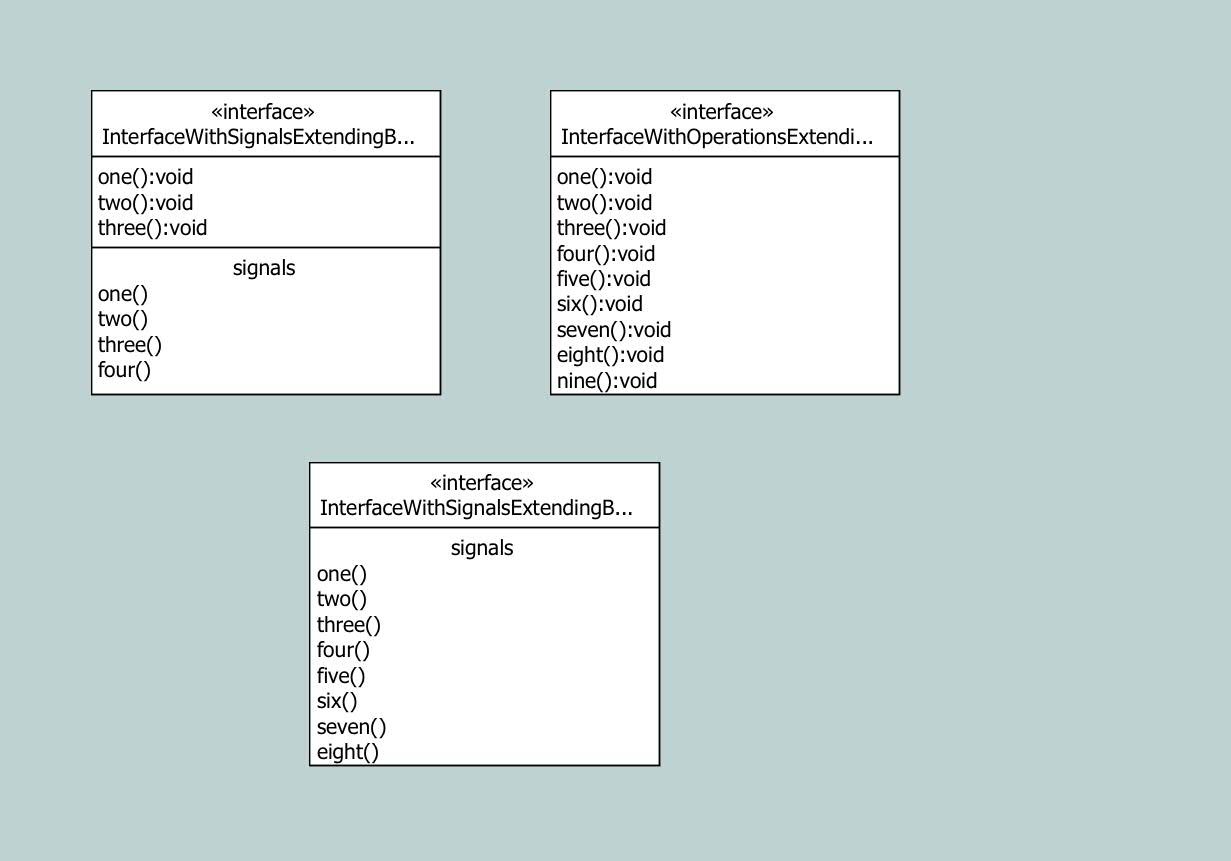 «interface»
InterfaceWithSignalsExtendingB...
one():void
two():void
three():void
signals
one()
two()
three()
four()
«interface»
InterfaceWithOperationsExtendi...
one():void
two():void
three():void
four():void
five():void
six():void
seven():void
eight():void
nine():void
«interface»
InterfaceWithSignalsExtendingB...
signals
one()
two()
three()
four()
five()
six()
seven()
eight()